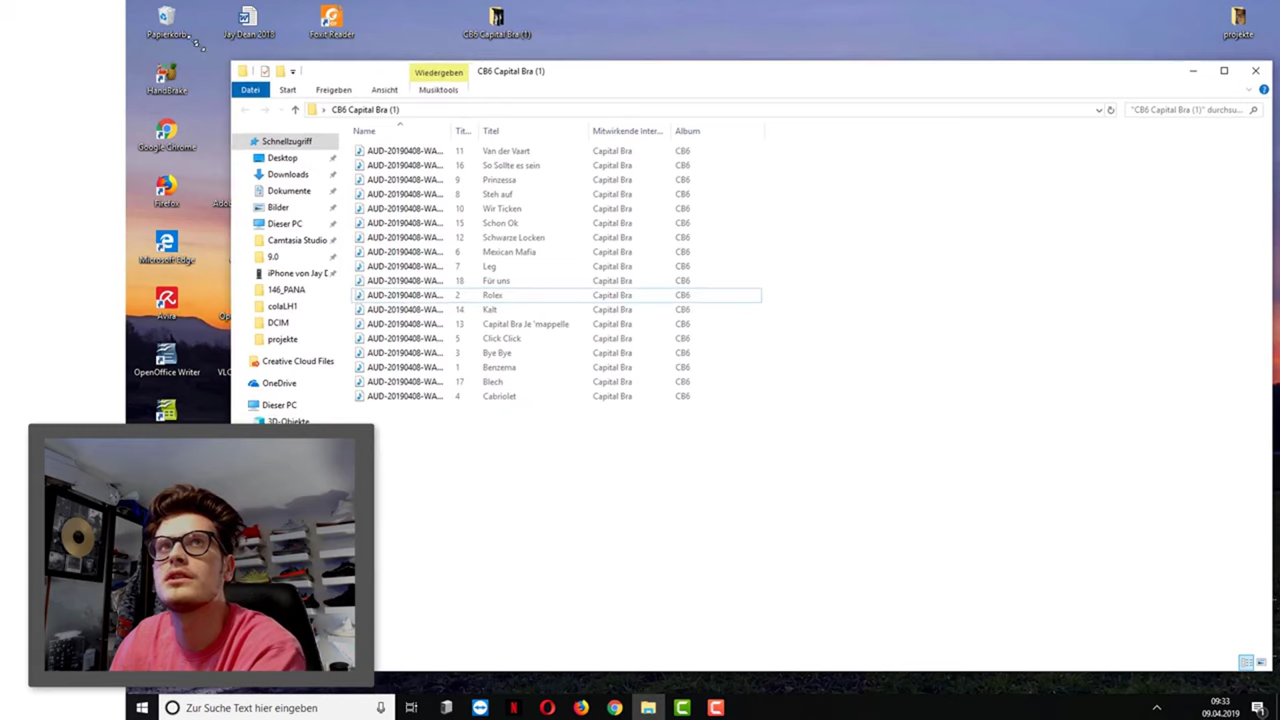 Papierkorb
Jay Dean 2018
Foxit Reader
CB6 Capital Bra (1)
projekte
HandBrake
Google Chrome
Firefox
Microsoft Edge
Avira
OpenOffice Writer
CB6 Capital Bra (1)
Wiedergeben
Datei Start Freigeben Ansicht Musiktools
CB6 Capital Bra (1)
"CB6 Capital Bra (1)" durchsu...
Name Tit... Titel Mitwirkende Inter... Album
Schnellzugriff
Desktop
Downloads
Dokumente
Bilder
Dieser PC
Camtasia Studio
9.0
iPhone von Jay D
146_PANA
colaLH1
DCIM
projekte
Creative Cloud Files
OneDrive
Dieser PC
3D-Objekte
AUD-20190408-WA... 11 Van der Vaart Capital Bra CB6
AUD-20190408-WA... 16 So Sollte es sein Capital Bra CB6
AUD-20190408-WA... 9 Prinzessa Capital Bra CB6
AUD-20190408-WA... 8 Steh auf Capital Bra CB6
AUD-20190408-WA... 10 Wir Ticken Capital Bra CB6
AUD-20190408-WA... 15 Schon Ok Capital Bra CB6
AUD-20190408-WA... 12 Schwarze Locken Capital Bra CB6
AUD-20190408-WA... 6 Mexican Mafia Capital Bra CB6
AUD-20190408-WA... 7 Leg Capital Bra CB6
AUD-20190408-WA... 18 Für uns Capital Bra CB6
AUD-20190408-WA... 2 Rolex Capital Bra CB6
AUD-20190408-WA... 14 Kalt Capital Bra CB6
AUD-20190408-WA... 13 Capital Bra Je 'mappelle Capital Bra CB6
AUD-20190408-WA... 5 Click Click Capital Bra CB6
AUD-20190408-WA... 3 Bye Bye Capital Bra CB6
AUD-20190408-WA... 1 Benzema Capital Bra CB6
AUD-20190408-WA... 17 Blech Capital Bra CB6
AUD-20190408-WA... 4 Cabriolet Capital Bra CB6
Zur Suche Text hier eingeben
09:33
09.04.2019